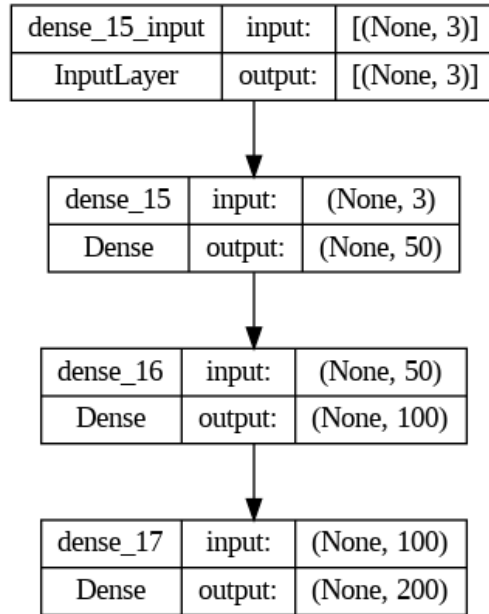 dense_15_input input: [(None, 3)]
InputLayer output: [(None, 3)]
dense_15 input: (None, 3)
Dense output: (None, 50)
dense_16 input: (None, 50)
Dense output: (None, 100)
dense_17 input: (None, 100)
Dense output: (None, 200)